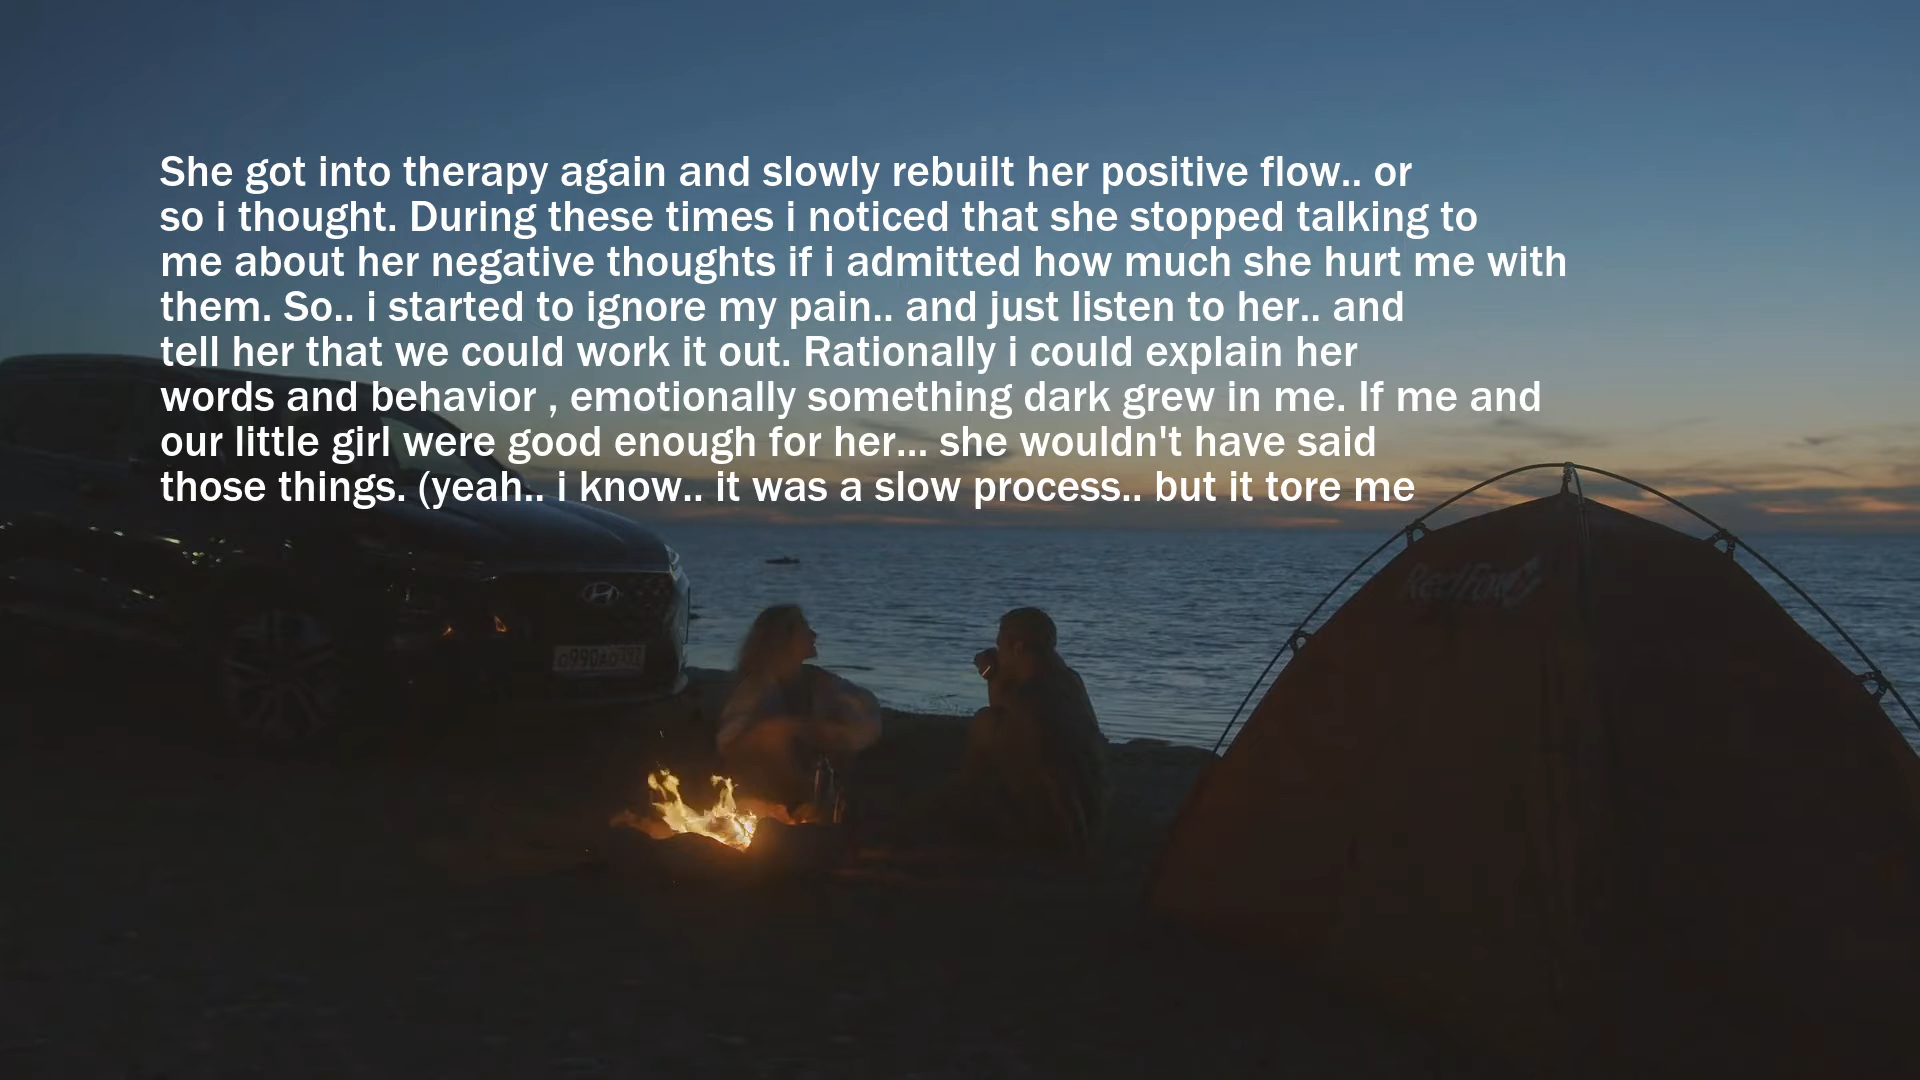 She got into therapy again and slowly rebuilt her positive flow.. or
so i thought. During these times i noticed that she stopped talking to
me about her negative thoughts if i admitted how much she hurt me with
them. So.. i started to ignore my pain.. and just listen to her.. and
tell her that we could work it out. Rationally i could explain her
words and behavior , emotionally something dark grew in me. If me and
our little girl were good enough for her... she wouldn't have said
those things. (yeah.. i know.. it was a slow process.. but it tore me
RedFox